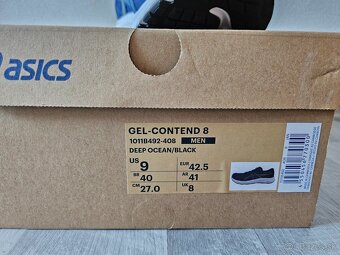 asics
GEL-CONTEND 8
1011B492-408 MEN
DEEP OCEAN/BLACK
US 9 EUR 42.5
BR 40 AR 41
CM 27.0 UK 8